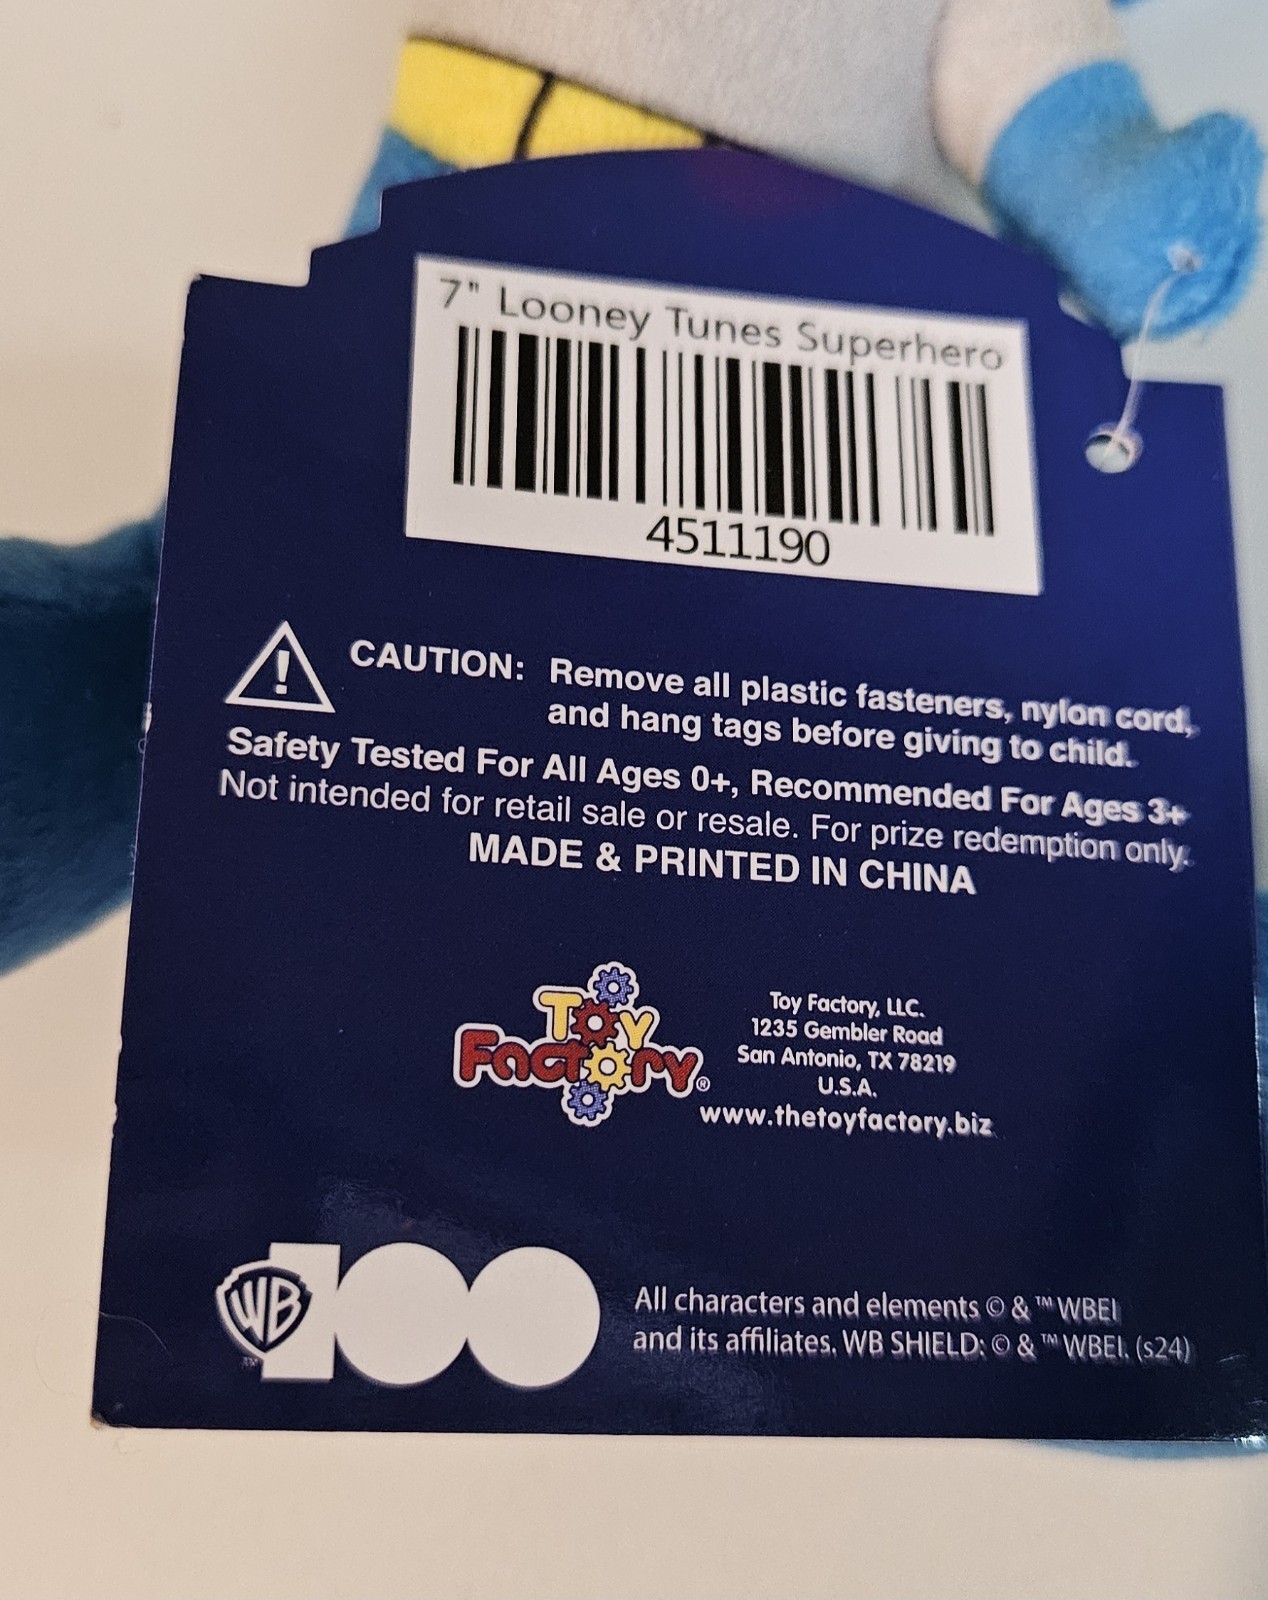 7" Looney Tunes Superhero
4511190
CAUTION: Remove all plastic fasteners, nylon cord,
and hang tags before giving to child.
Safety Tested For All Ages 0+, Recommended For Ages 3+
Not intended for retail sale or resale. For prize redemption only.
MADE & PRINTED IN CHINA
TOY
FACTORY®
Toy Factory, LLC.
1235 Gembler Road
San Antonio, TX 78219
U.S.A.
www.thetoyfactory.biz
WB 100
TM
All characters and elements © & ™ WBEI
and its affiliates. WB SHIELD: © & ™ WBEI. (s24)